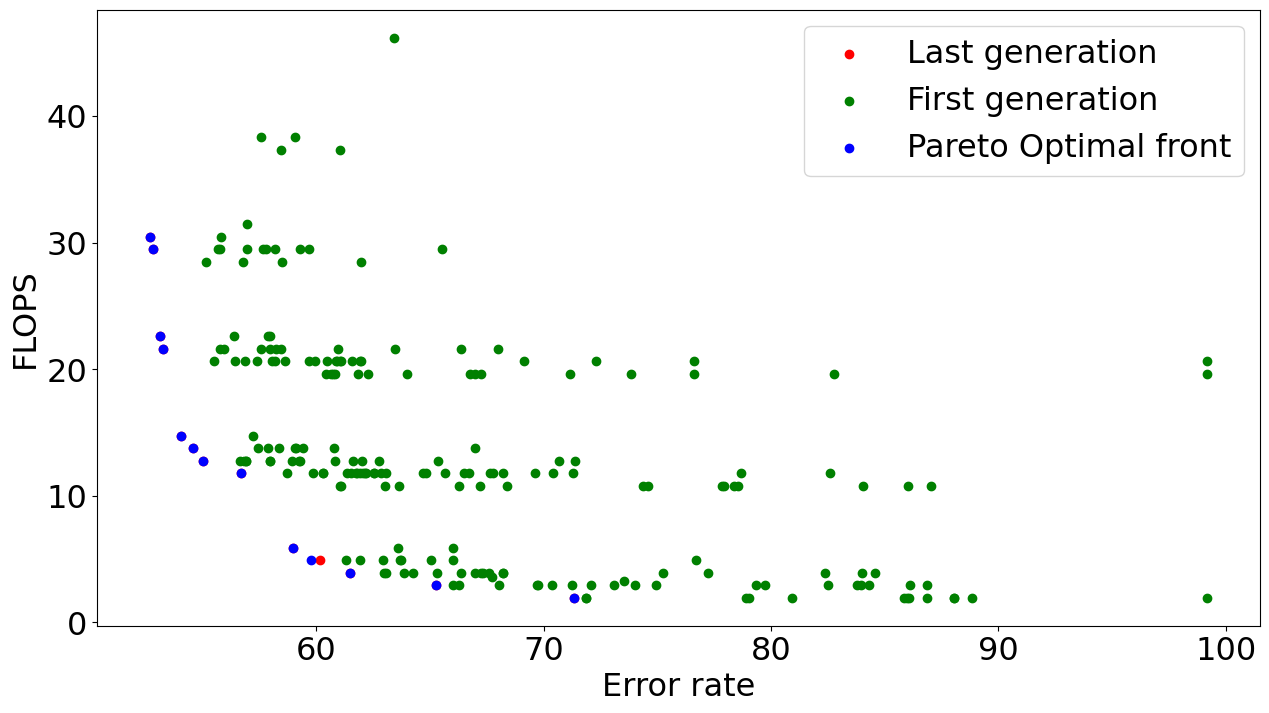 Last generation
First generation
Pareto Optimal front
FLOPS
40
30
20
10
0
60 70 80 90 100
Error rate